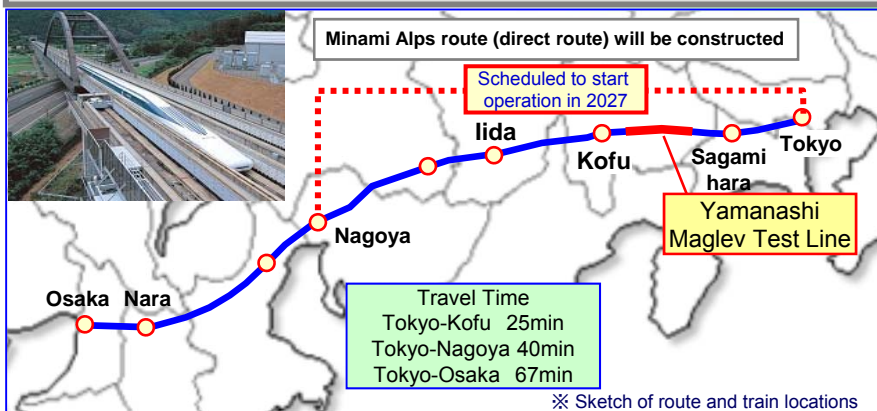 Minami Alps route (direct route) will be constructed
Scheduled to start
operation in 2027
Iida
Kofu
Sagami
hara
Tokyo
Yamanashi
Maglev Test Line
Nagoya
Osaka
Nara
Travel Time
Tokyo-Kofu 25min
Tokyo-Nagoya 40min
Tokyo-Osaka 67min
※ Sketch of route and train locations